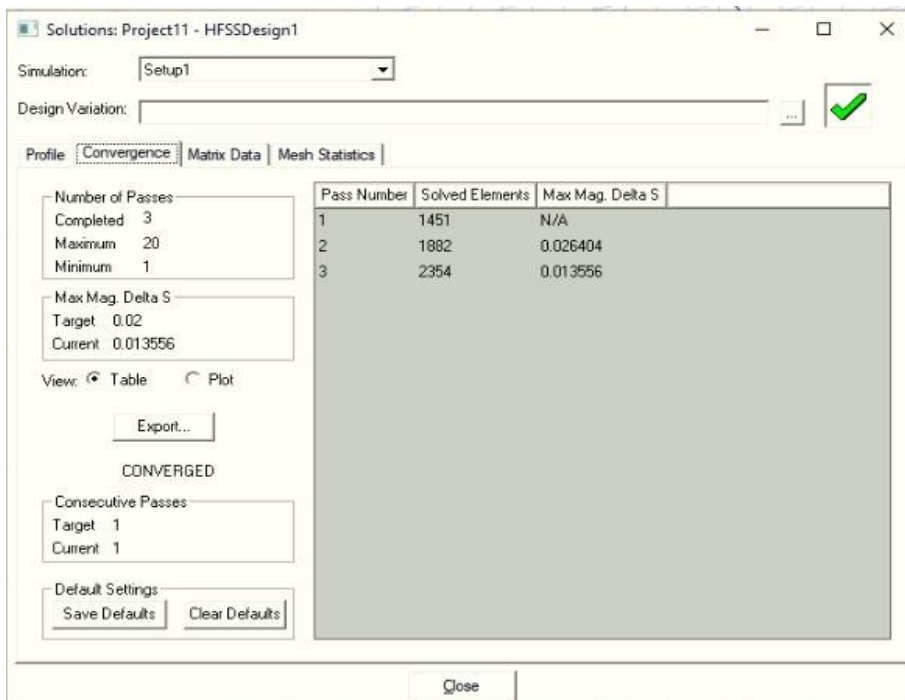 Solutions: Project11 - HFSSDesign1
Simulation: Setup1
Design Variation:
...
Profile Convergence Matrix Data Mesh Statistics
Number of Passes
Completed 3
Maximum 20
Minimum 1
Max Mag. Delta S
Target 0.02
Current 0.013556
View: Table Plot
Export...
CONVERGED
Consecutive Passes
Target 1
Current 1
Default Settings
Save Defaults Clear Defaults
Pass Number Solved Elements Max Mag. Delta S
1 1451 N/A
2 1882 0.026404
3 2354 0.013556
Close